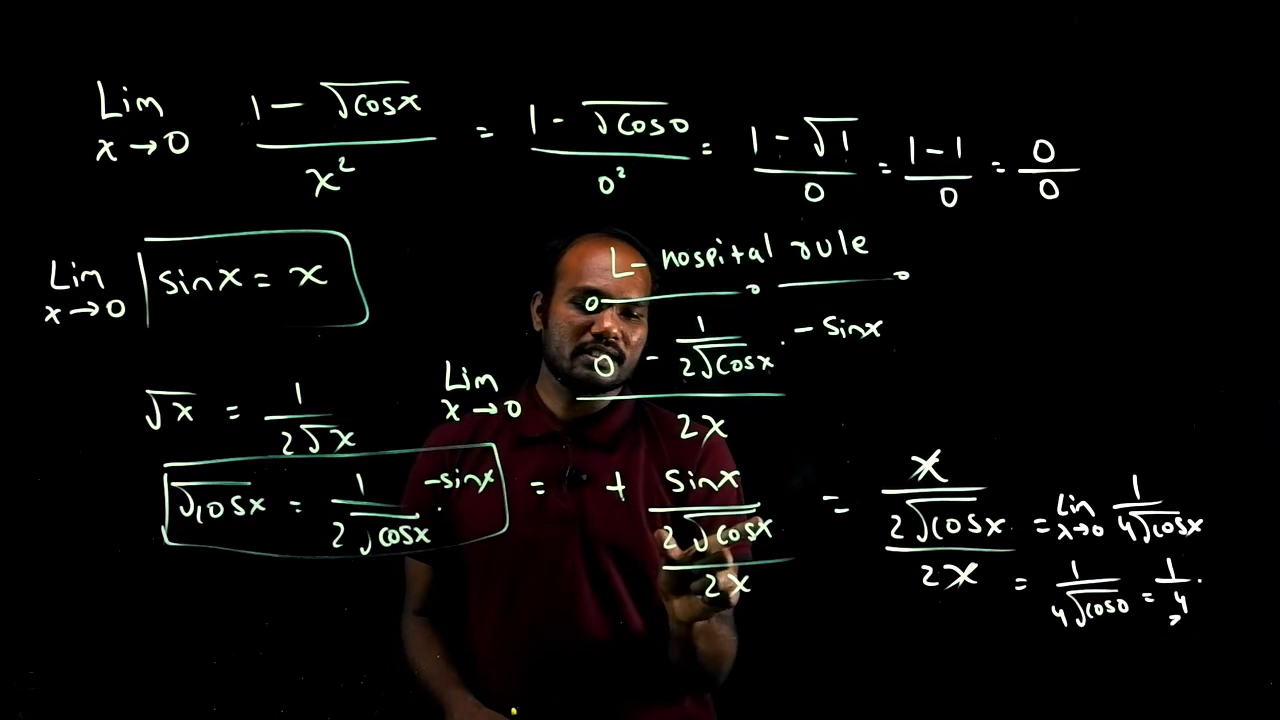 Lim x→0 (1 - √cosx)/x² = (1 - √cos0)/0² = (1 - √1)/0 = (1-1)/0 = 0/0
Lim x→0 sinx = x
L-hospital rule
√x = 1/(2√x)
Lim x→0 (0 - 1/(2√cosx) · -sinx)/(2x)
√cosx = 1/(2√cosx) · -sinx
= + (sinx/(2√cosx))/(2x) = (x/(2√cosx))/(2x) = lim x→0 1/(4√cosx)
= 1/(4√cos0) = 1/4